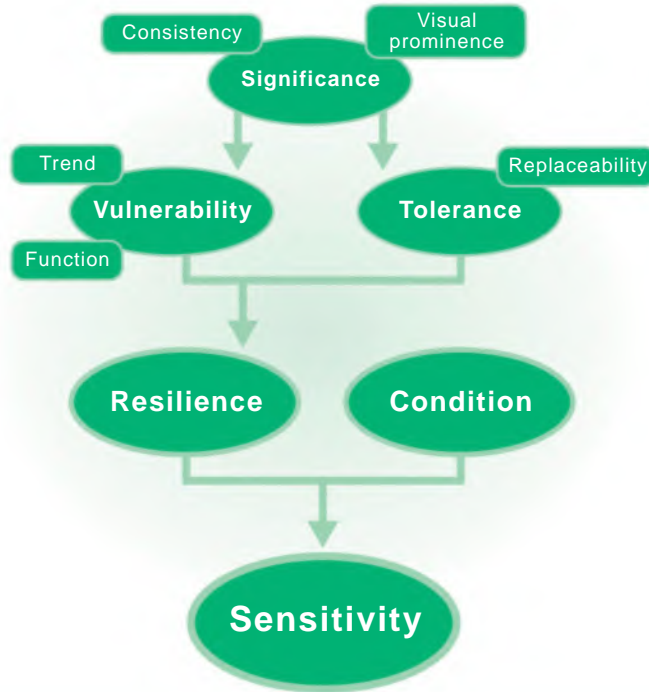 Consistency
Visual
prominence
Significance
Trend
Replaceability
Vulnerability
Tolerance
Function
Resilience
Condition
Sensitivity